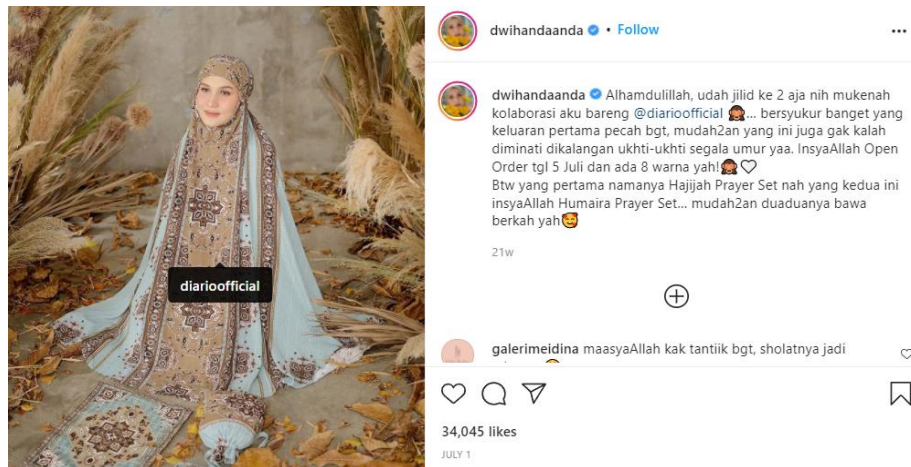 dwihandaanda • Follow
dwihandaanda Alhamdulillah, udah jilid ke 2 aja nih mukenah
kolaborasi aku bareng @diarioofficial 🙈... bersyukur banget yang
keluaran pertama pecah bgt, mudah2an yang ini juga gak kalah
diminati dikalangan ukhti-ukhti segala umur yaa. InsyaAllah Open
Order tgl 5 Juli dan ada 8 warna yah!🙈♡
Btw yang pertama namanya Hajijah Prayer Set nah yang kedua ini
insyaAllah Humaira Prayer Set... mudah2an duaduanya bawa
berkah yah🥰
21w
diarioofficial
galerimeidina maasyaAllah kak tantiik bgt, sholatnya jadi
34,045 likes
JULY 1